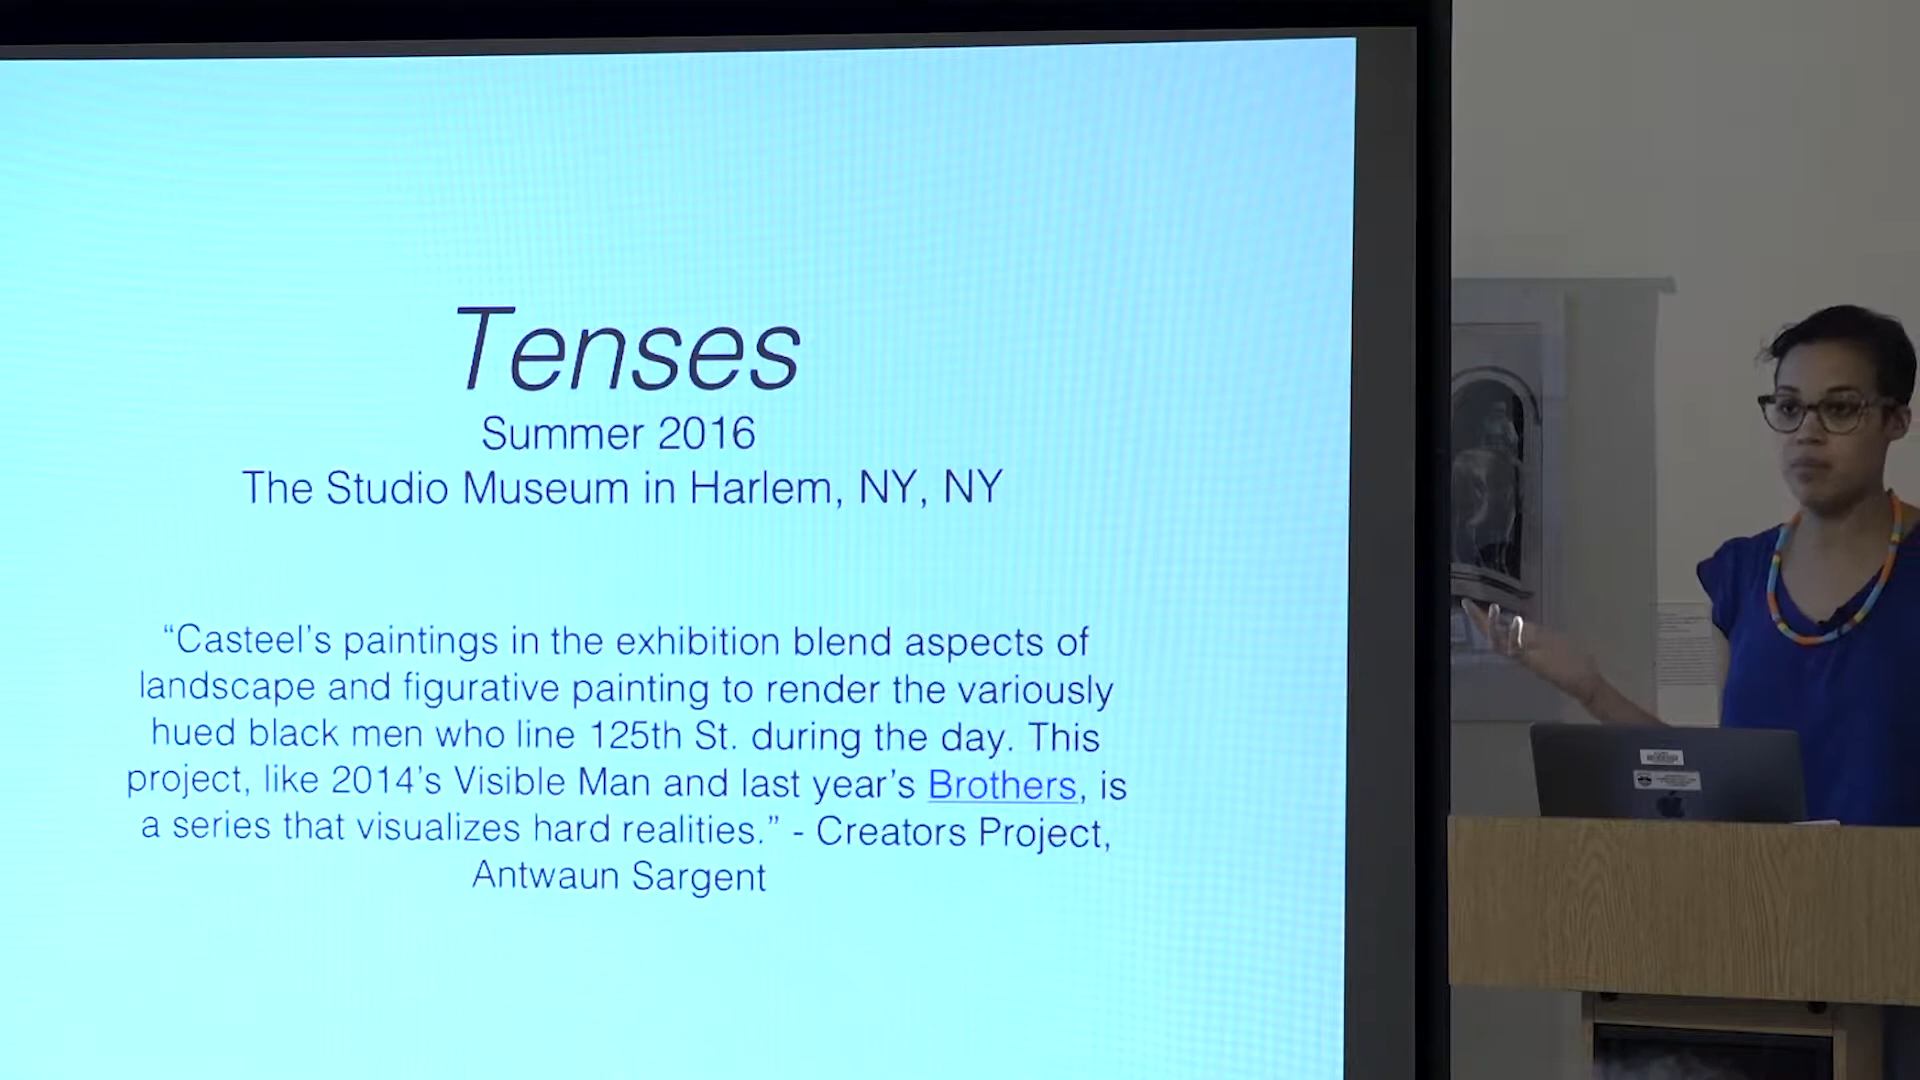 Tenses
Summer 2016
The Studio Museum in Harlem, NY, NY
“Casteel’s paintings in the exhibition blend aspects of
landscape and figurative painting to render the variously
hued black men who line 125th St. during the day. This
project, like 2014’s Visible Man and last year’s Brothers, is
a series that visualizes hard realities.” - Creators Project,
Antwaun Sargent